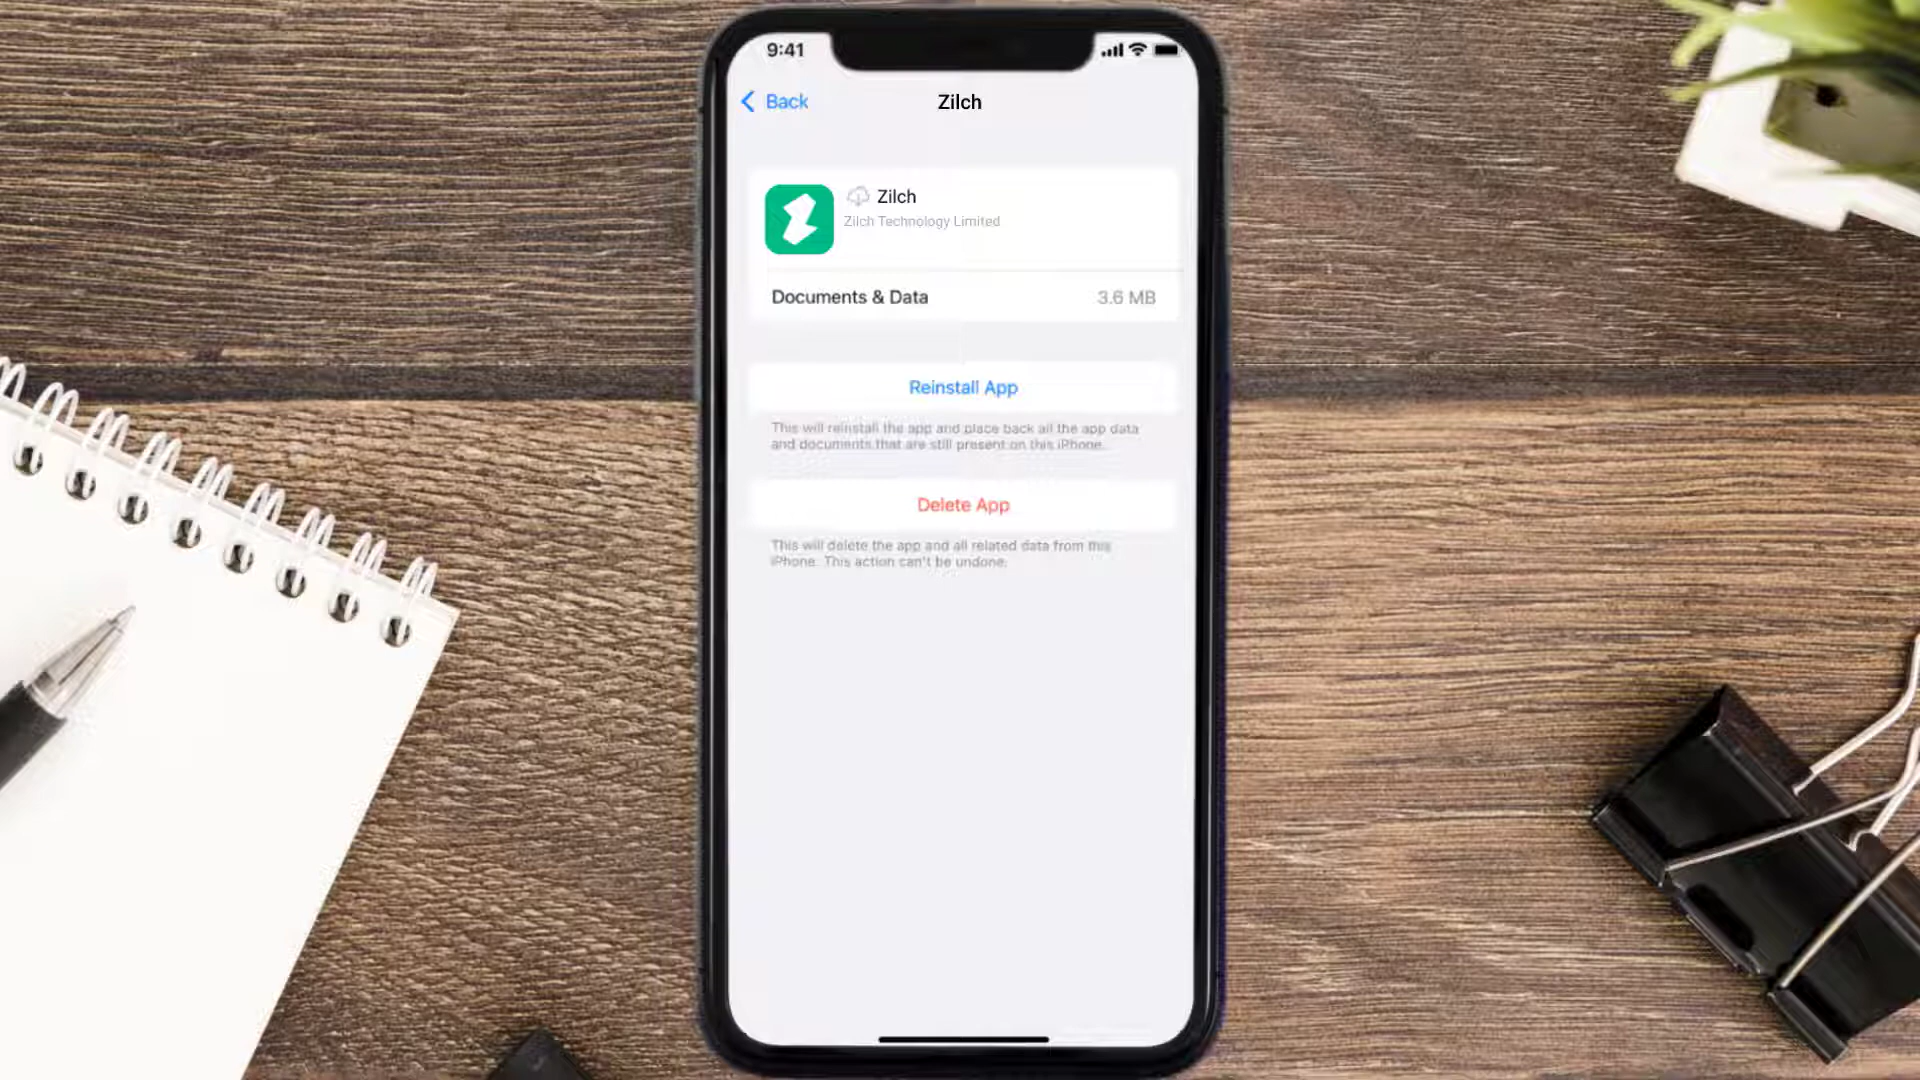 9:41
Back
Zilch
Zilch
Zilch Technology Limited
Documents & Data
3.6 MB
Reinstall App
This will reinstall the app and place back all the app data
and documents that are still present on this iPhone.
Delete App
This will delete the app and all related data from this
iPhone. This action can't be undone.